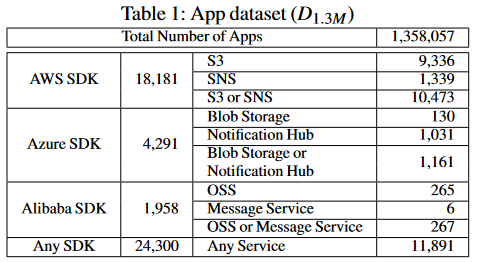 Table 1: App dataset (D1.3M)
Total Number of Apps 1,358,057
AWS SDK 18,181 S3 9,336
SNS 1,339
S3 or SNS 10,473
Azure SDK 4,291 Blob Storage 130
Notification Hub 1,031
Blob Storage or
Notification Hub 1,161
Alibaba SDK 1,958 OSS 265
Message Service 6
OSS or Message Service 267
Any SDK 24,300 Any Service 11,891